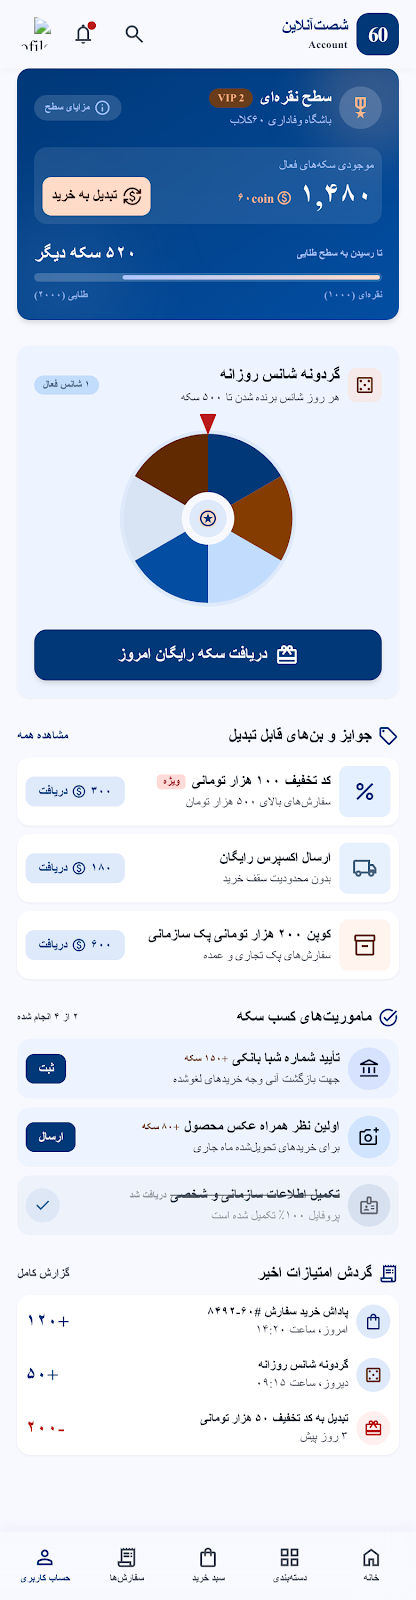 60
شصت‌آنلاین
Account
سطح نقره‌ای
VIP 2
باشگاه وفاداری ۶۰کلاب
مزایای سطح
موجودی سکه‌های فعال
۱,۴۸۰
۶۰coin
تبدیل به خرید
تا رسیدن به سطح طلایی
۵۲۰ سکه دیگر
نقره‌ای (۱۰۰۰)
طلایی (۲۰۰۰)
گردونه شانس روزانه
هر روز شانس برنده شدن تا ۵۰۰ سکه
۱ شانس فعال
دریافت سکه رایگان امروز
جوایز و بن‌های قابل تبدیل
مشاهده همه
کد تخفیف ۱۰۰ هزار تومانی
ویژه
سفارش‌های بالای ۵۰۰ هزار تومان
۳۰۰ دریافت
ارسال اکسپرس رایگان
بدون محدودیت سقف خرید
۱۸۰ دریافت
کوپن ۲۰۰ هزار تومانی پک سازمانی
سفارش‌های پک تجاری و عمده
۶۰۰ دریافت
ماموریت‌های کسب سکه
۲ از ۴ انجام شده
تأیید شماره شبا بانکی
+۱۵۰ سکه
جهت بازگشت آنی وجه خریدهای لغوشده
ثبت
اولین نظر همراه عکس محصول
+۸۰ سکه
برای خریدهای تحویل‌شده ماه جاری
ارسال
تکمیل اطلاعات سازمانی و شخصی
دریافت شد
پروفایل ۱۰۰٪ تکمیل شده است
گردش امتیازات اخیر
گزارش کامل
پاداش خرید سفارش #۶۰-۸۴۹۲
امروز، ساعت ۱۴:۲۰
+۱۲۰
گردونه شانس روزانه
دیروز، ساعت ۰۹:۱۵
+۵۰
تبدیل به کد تخفیف ۵۰ هزار تومانی
۳ روز پیش
-۲۰۰
خانه
دسته‌بندی
سبد خرید
سفارش‌ها
حساب کاربری